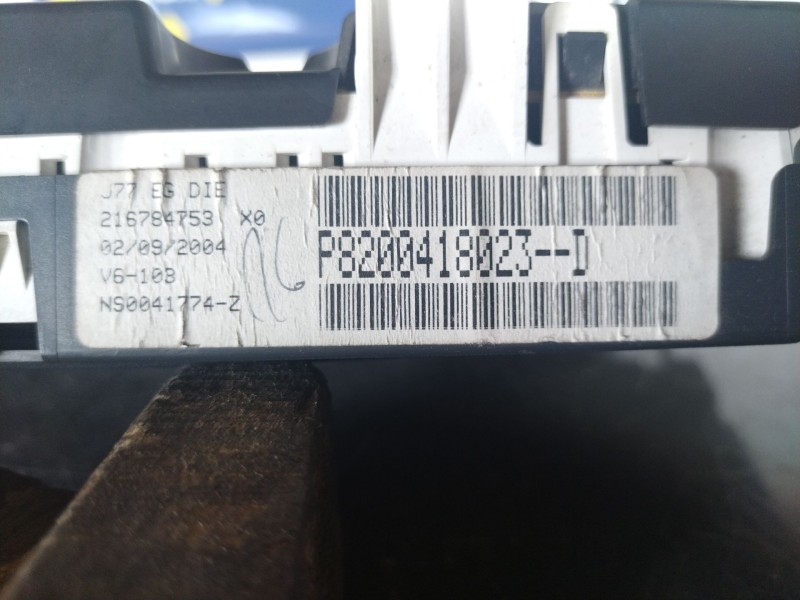 J77 EG DIE
216784753 X0
02/09/2004
V6-103
NS0041774-Z
P8200418023--D